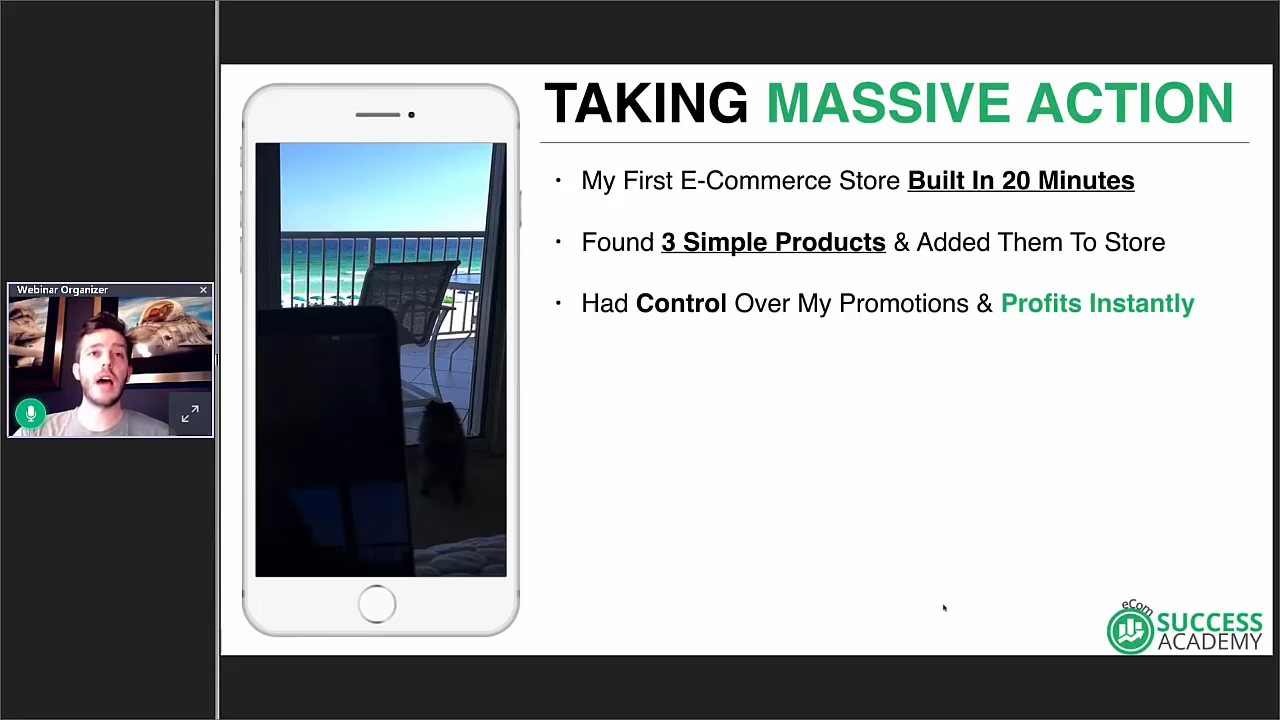 Webinar Organizer
TAKING MASSIVE ACTION
• My First E-Commerce Store Built In 20 Minutes
• Found 3 Simple Products & Added Them To Store
• Had Control Over My Promotions & Profits Instantly
eCom
SUCCESS
ACADEMY